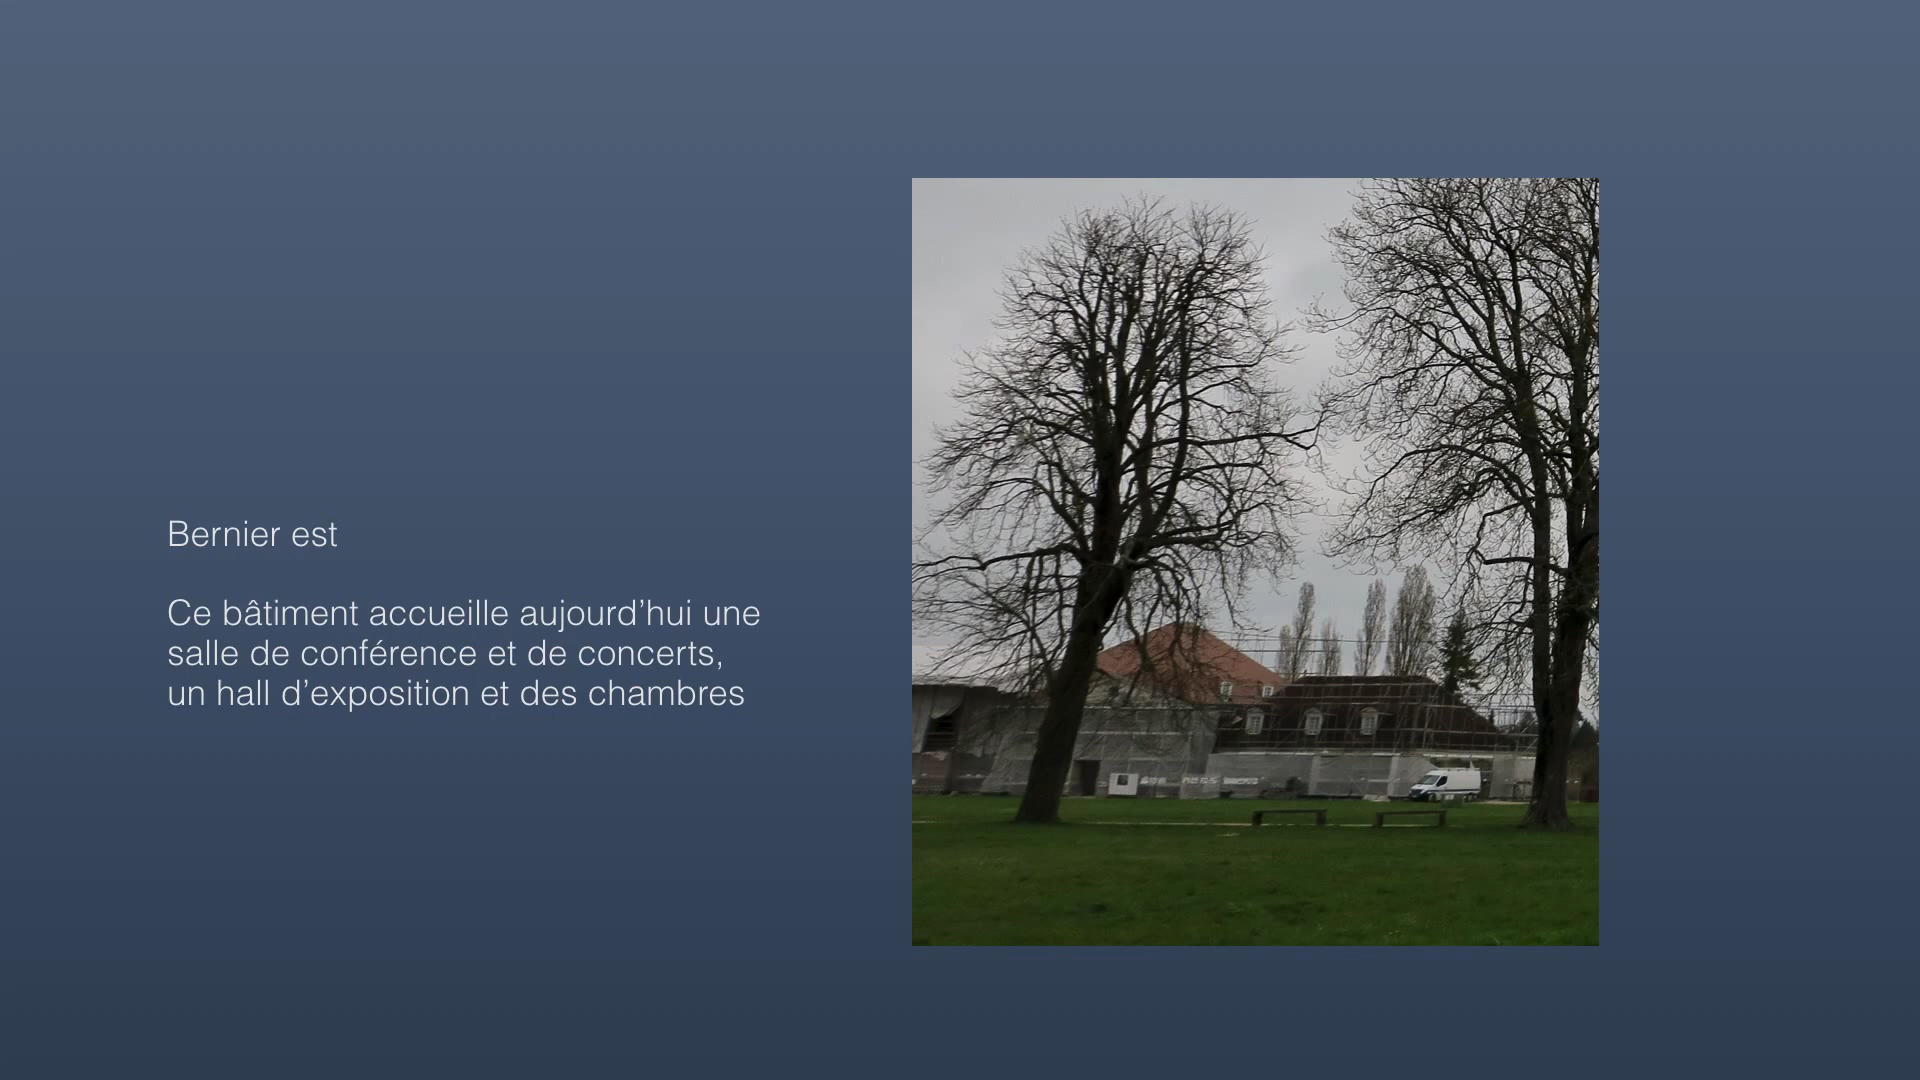 Bernier est
Ce bâtiment accueille aujourd’hui une
salle de conférence et de concerts,
un hall d’exposition et des chambres